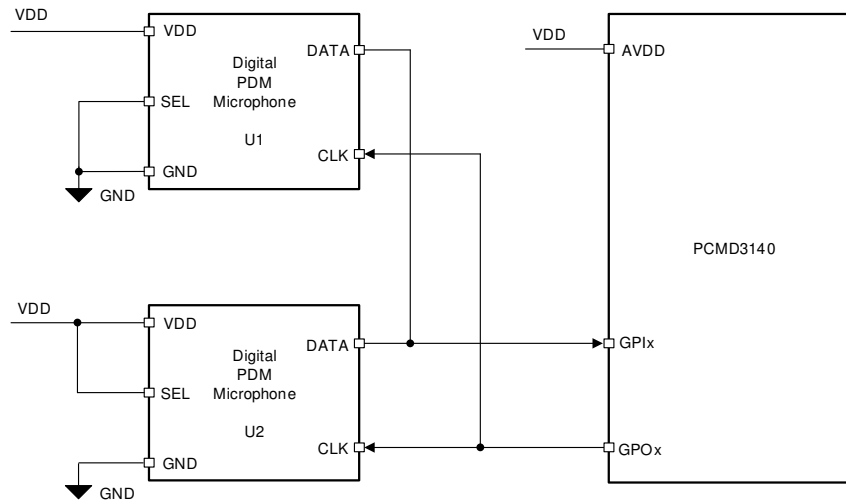 VDD
VDD
DATA
Digital
PDM
Microphone
SEL
U1
CLK
GND
GND
VDD
AVDD
PCMD3140
VDD
VDD
DATA
GPIx
Digital
PDM
Microphone
SEL
U2
CLK
GPOx
GND
GND